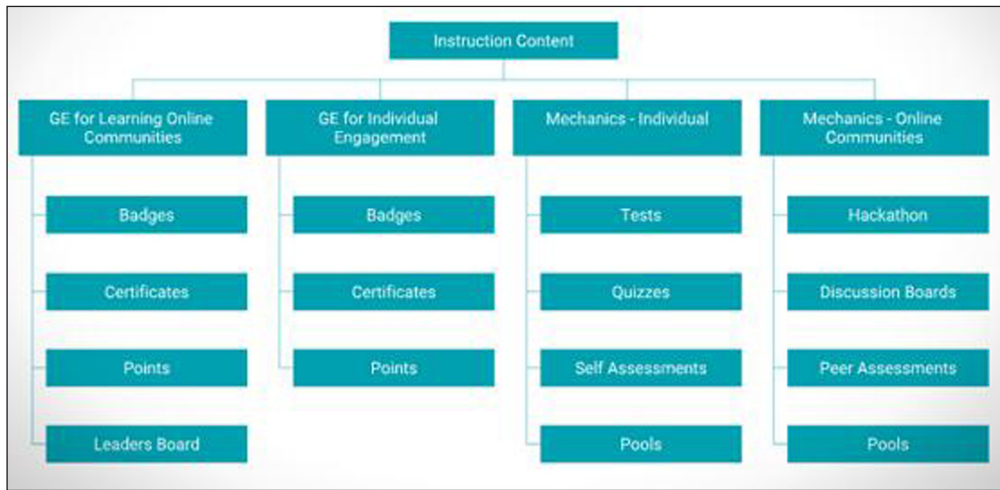 Instruction Content
GE for Learning Online
Communities
Badges
Certificates
Points
Leaders Board
GE for Individual
Engagement
Badges
Certificates
Points
Mechanics - Individual
Tests
Quizzes
Self Assessments
Pools
Mechanics - Online
Communities
Hackathon
Discussion Boards
Peer Assessments
Pools